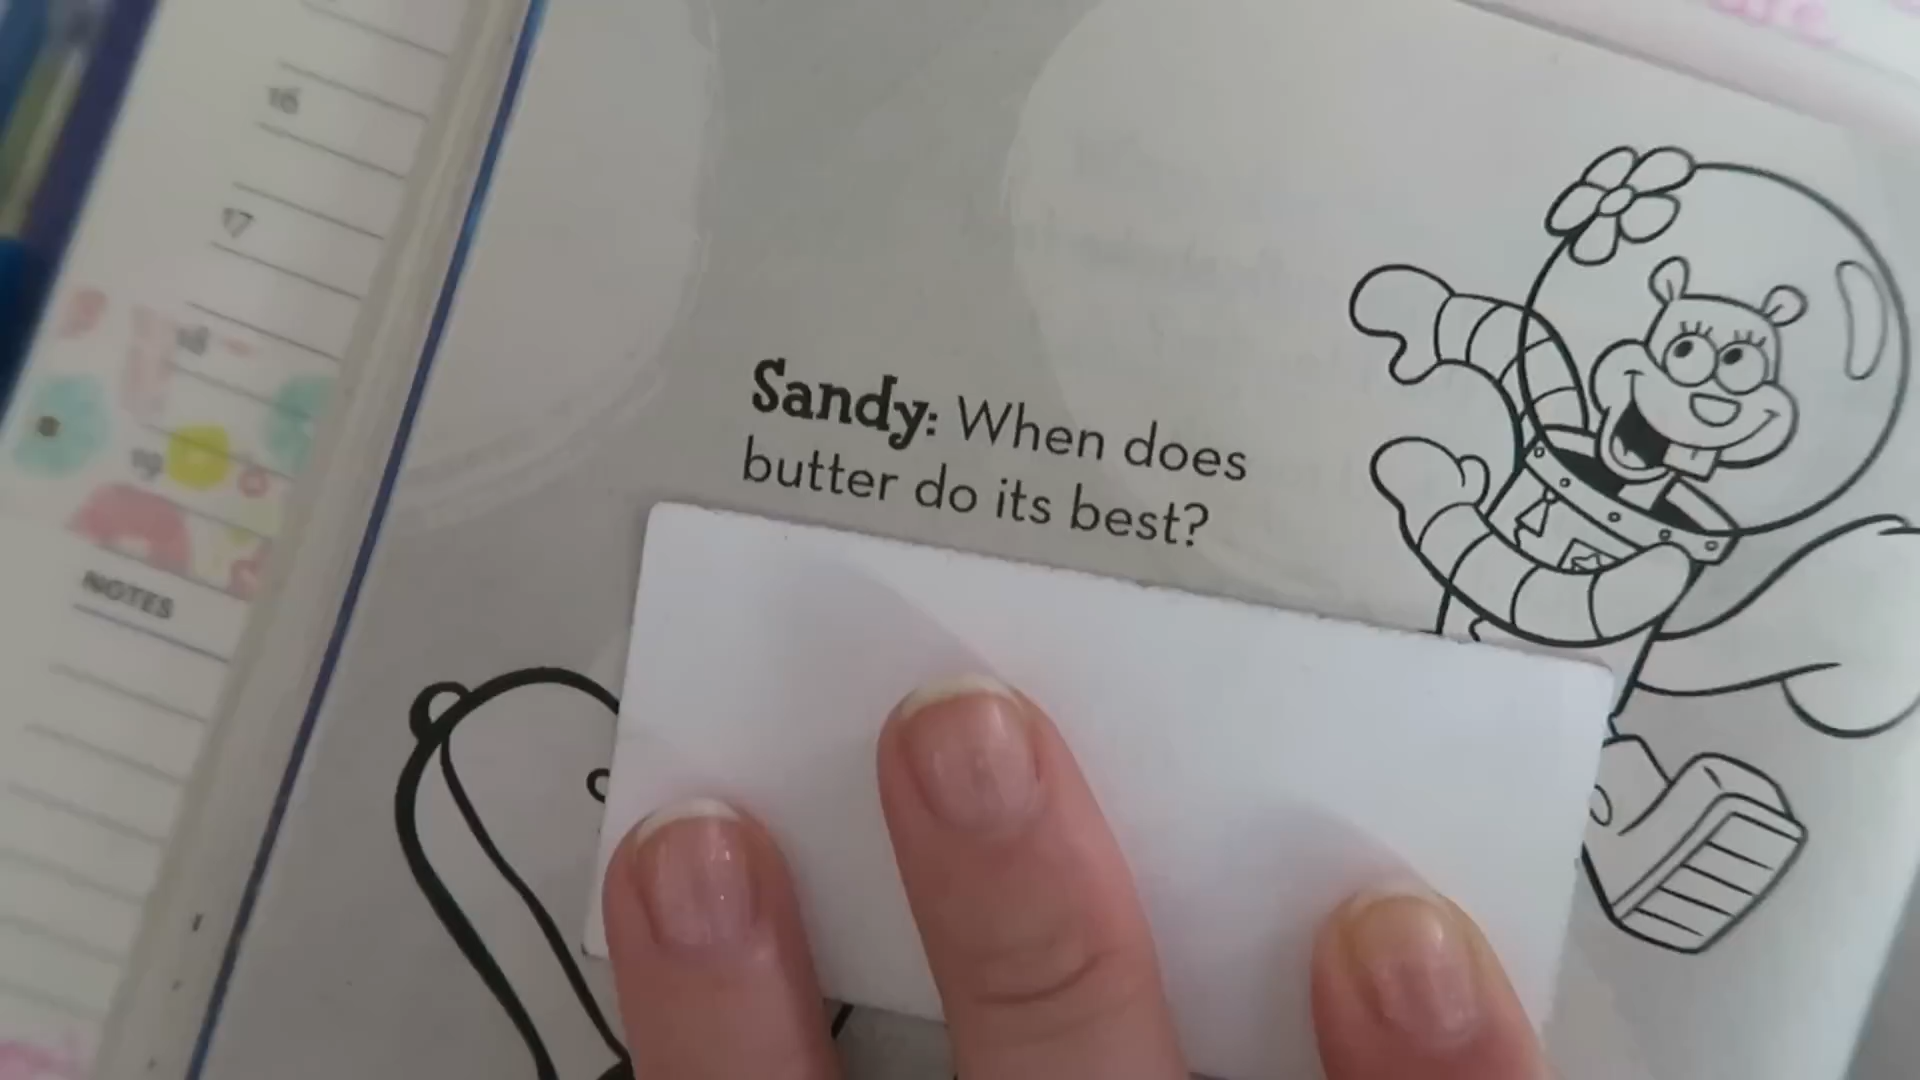 16
17
18
19
NOTES
Sandy: When does
butter do its best?